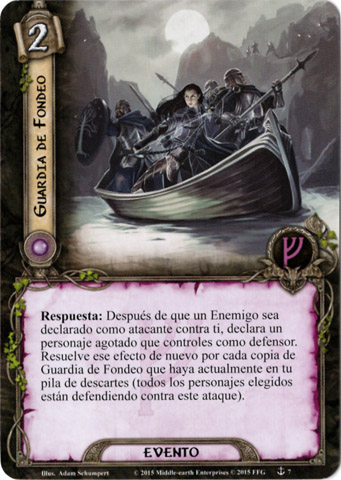 2
GUARDIA DE FONDEO
Respuesta: Después de que un Enemigo sea
declarado como atacante contra ti, declara un
personaje agotado que controles como defensor.
Resuelve ese efecto de nuevo por cada copia de
Guardia de Fondeo que haya actualmente en tu
pila de descartes (todos los personajes elegidos
están defendiendo contra este ataque).
EVENTO
Illus. Adam Schumpert © 2015 Middle-earth Enterprises © 2015 FFG 7